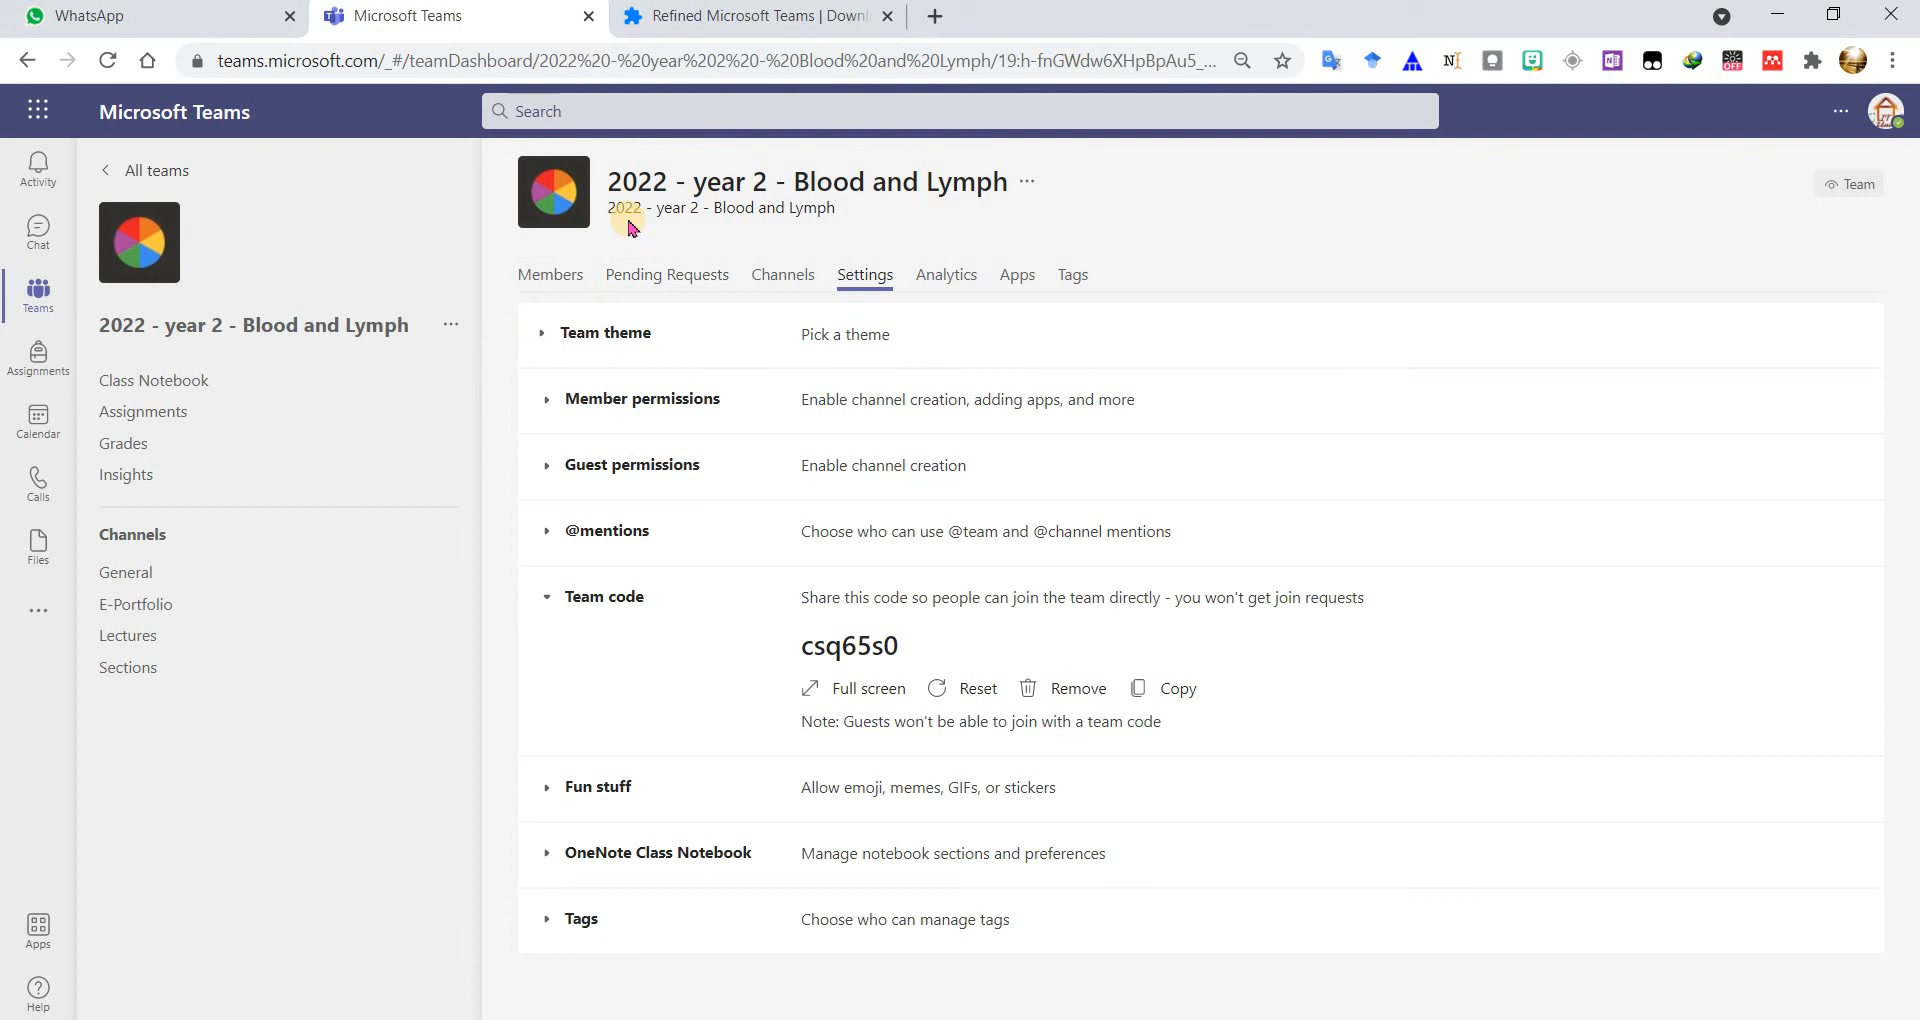 WhatsApp
Microsoft Teams
Refined Microsoft Teams | Down
teams.microsoft.com/_#/teamDashboard/2022%20-%20year%202%20-%20Blood%20and%20Lymph/19:h-fnGWdw6XHpBpAu5_...
Microsoft Teams
Search
Activity
Chat
Teams
Assignments
Calendar
Calls
Files
Apps
Help
All teams
2022 - year 2 - Blood and Lymph
Class Notebook
Assignments
Grades
Insights
Channels
General
E-Portfolio
Lectures
Sections
2022 - year 2 - Blood and Lymph
2022 - year 2 - Blood and Lymph
Team
Members Pending Requests Channels Settings Analytics Apps Tags
Team theme Pick a theme
Member permissions Enable channel creation, adding apps, and more
Guest permissions Enable channel creation
@mentions Choose who can use @team and @channel mentions
Team code Share this code so people can join the team directly - you won't get join requests
csq65s0
Full screen Reset Remove Copy
Note: Guests won't be able to join with a team code
Fun stuff Allow emoji, memes, GIFs, or stickers
OneNote Class Notebook Manage notebook sections and preferences
Tags Choose who can manage tags